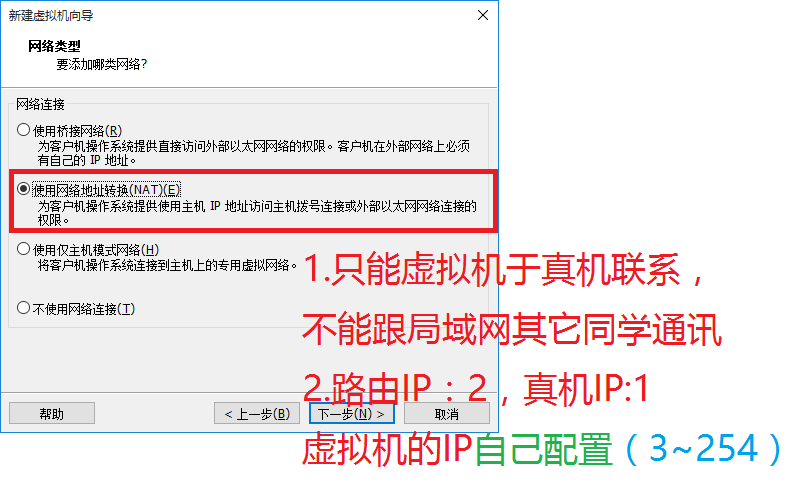 新建虚拟机向导
网络类型
要添加哪类网络?
网络连接
使用桥接网络(R)
为客户机操作系统提供直接访问外部以太网网络的权限。客户机在外部网络上必须
有自己的 IP 地址。
使用网络地址转换(NAT)(E)
为客户机操作系统提供使用主机 IP 地址访问主机拨号连接或外部以太网网络连接的
权限。
使用仅主机模式网络(H)
将客户机操作系统连接到主机上的专用虚拟网络。
不使用网络连接(T)
1.只能虚拟机于真机联系，
不能跟局域网其它同学通讯
2.路由IP：2，真机IP:1
帮助 < 上一步(B) 下一步(N) > 取消
虚拟机的IP自己配置（3~254）